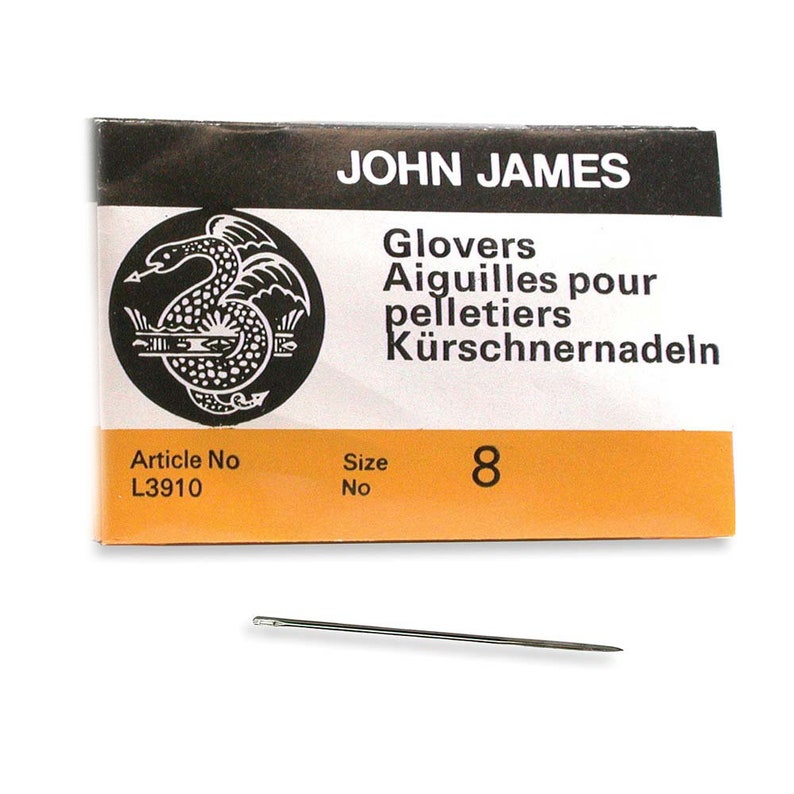 JOHN JAMES
Glovers
Aiguilles pour
pelletiers
Kürschnernadeln
Article No
L3910
Size
No
8